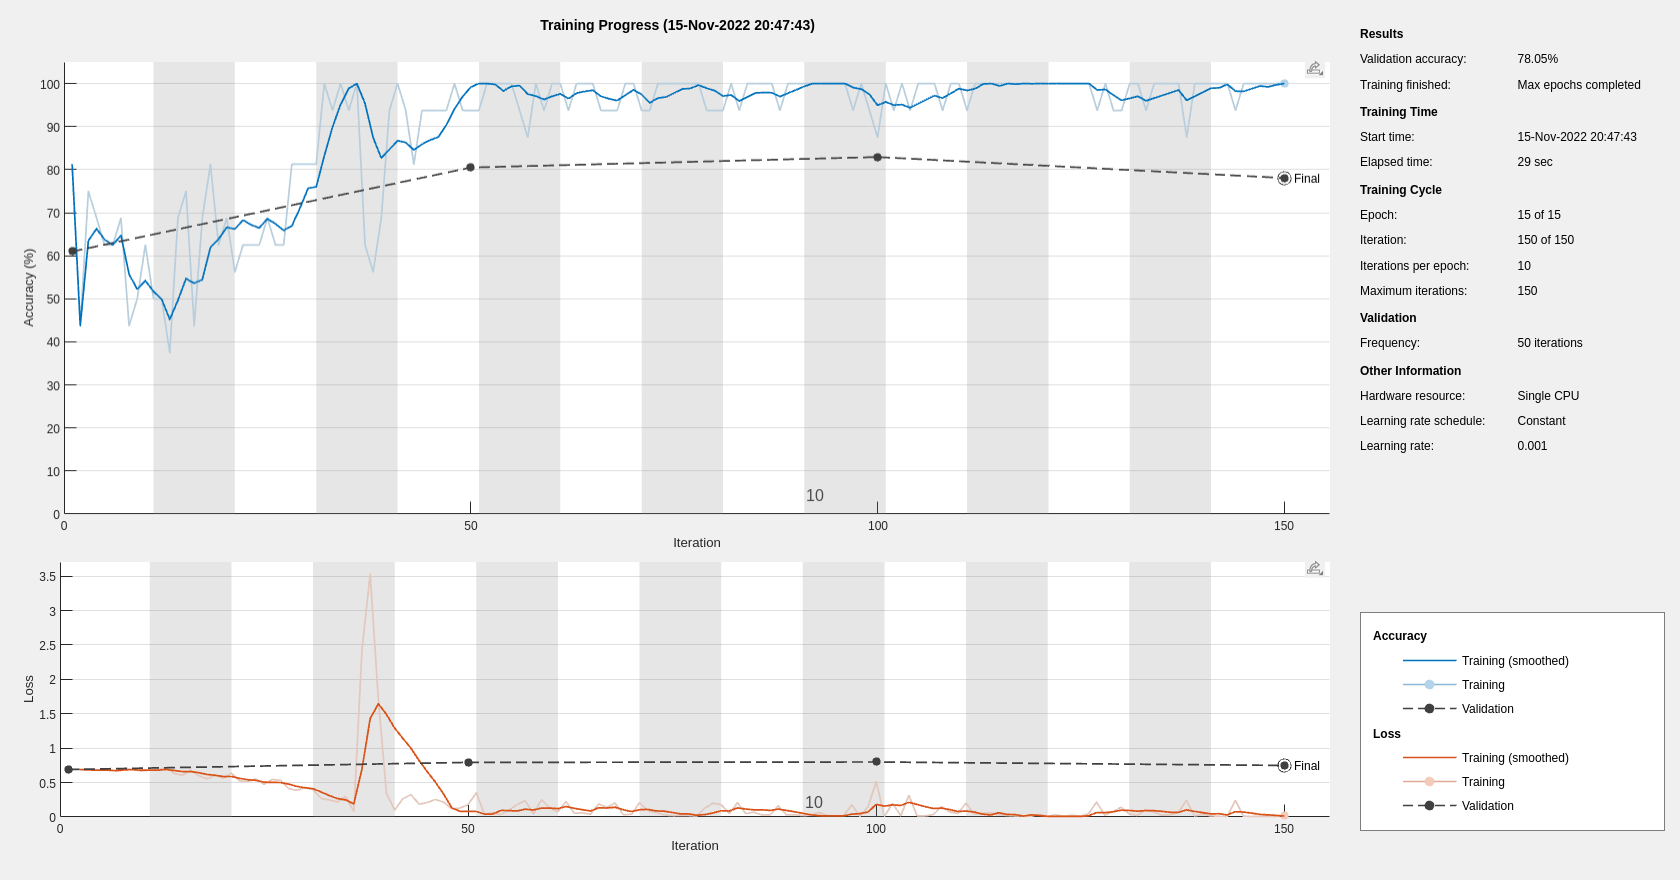 Training Progress (15-Nov-2022 20:47:43)
100
90
80
70
60
50
40
30
20
10
0
Accuracy (%)
Final
10
0
50
100
150
Iteration
3.5
3
2.5
2
1.5
1
0.5
0
Loss
Final
10
0
50
100
150
Iteration
Results
Validation accuracy: 78.05%
Training finished: Max epochs completed
Training Time
Start time: 15-Nov-2022 20:47:43
Elapsed time: 29 sec
Training Cycle
Epoch: 15 of 15
Iteration: 150 of 150
Iterations per epoch: 10
Maximum iterations: 150
Validation
Frequency: 50 iterations
Other Information
Hardware resource: Single CPU
Learning rate schedule: Constant
Learning rate: 0.001
Accuracy
Training (smoothed)
Training
Validation
Loss
Training (smoothed)
Training
Validation